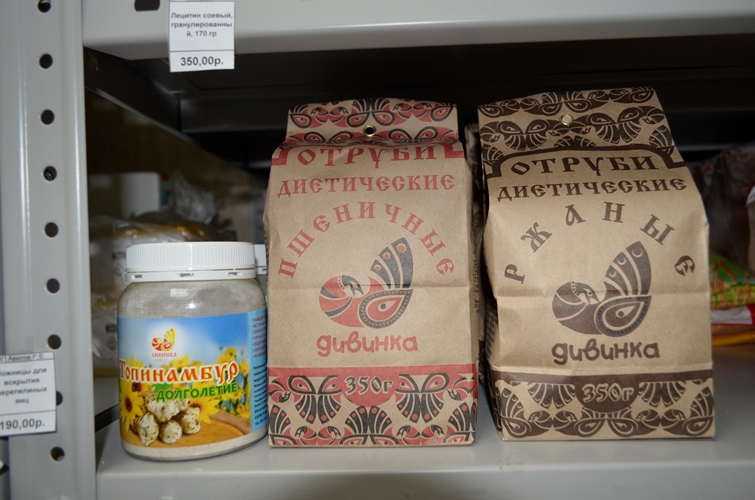 Лецитин соевый,
гранулированны
й, 170 гр
350,00р.
ножницы для
вскрытия
перепелиных
яиц
190,00р.
ДИВИНКА
Топинамбур
ДОЛГОЛЕТИЕ
ОТРУБИ
ДИЕТИЧЕСКИЕ
ПШЕНИЧНЫЕ
дивинка
350г
ОТРУБИ
ДИЕТИЧЕСКИЕ
РЖАНЫЕ
дивинка
350г